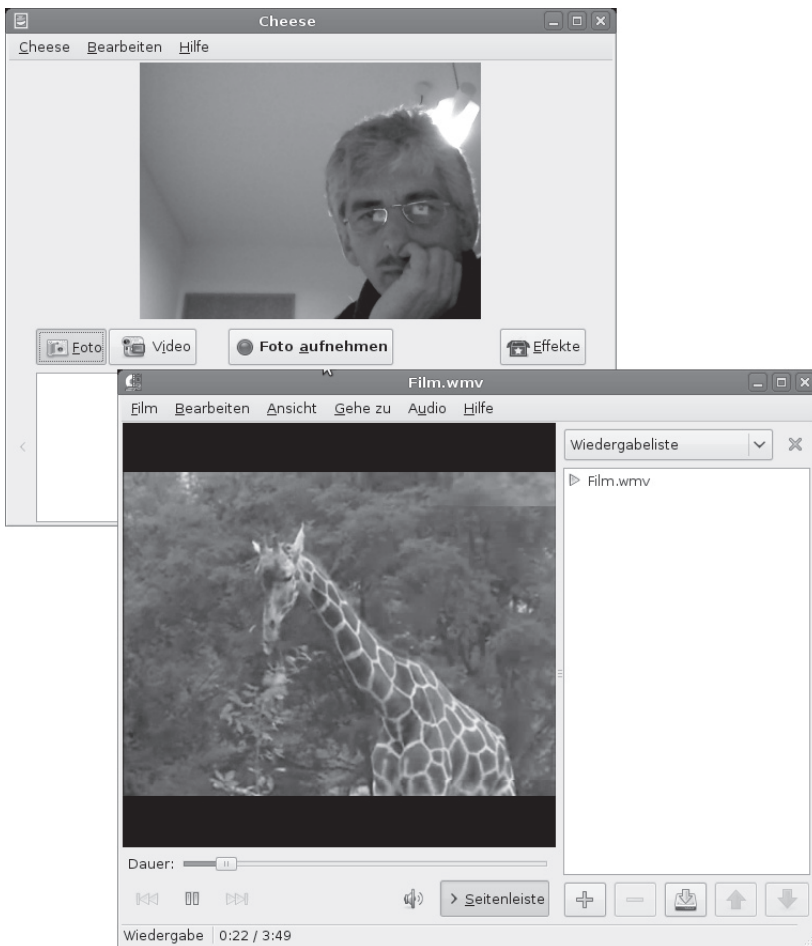 Cheese
Cheese Bearbeiten Hilfe
Foto Video Foto aufnehmen Effekte
Film.wmv
Film Bearbeiten Ansicht Gehe zu Audio Hilfe
Wiedergabeliste
Film.wmv
Dauer:
Seitenleiste
Wiedergabe 0:22 / 3:49